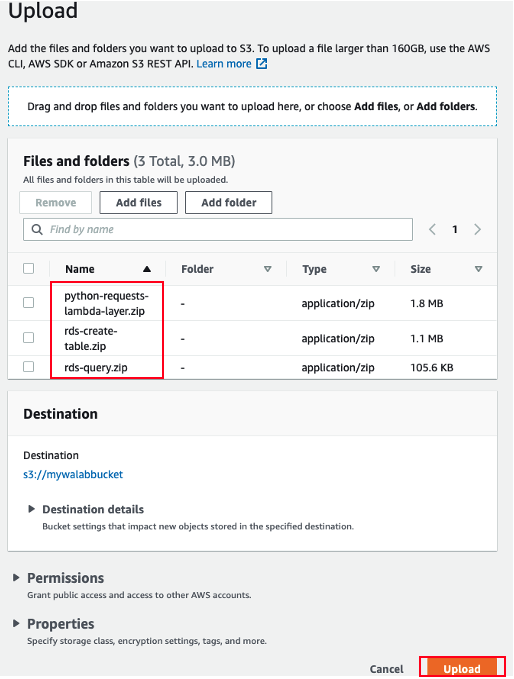 Upload
Add the files and folders you want to upload to S3. To upload a file larger than 160GB, use the AWS
CLI, AWS SDK or Amazon S3 REST API. Learn more
Drag and drop files and folders you want to upload here, or choose Add files, or Add folders.
Files and folders (3 Total, 3.0 MB)
All files and folders in this table will be uploaded.
Remove Add files Add folder
Find by name 1
Name Folder Type Size
python-requests-
lambda-layer.zip - application/zip 1.8 MB
rds-create-
table.zip - application/zip 1.1 MB
rds-query.zip - application/zip 105.6 KB
Destination
Destination
s3://mywalabbucket
Destination details
Bucket settings that impact new objects stored in the specified destination.
Permissions
Grant public access and access to other AWS accounts.
Properties
Specify storage class, encryption settings, tags, and more.
Cancel Upload